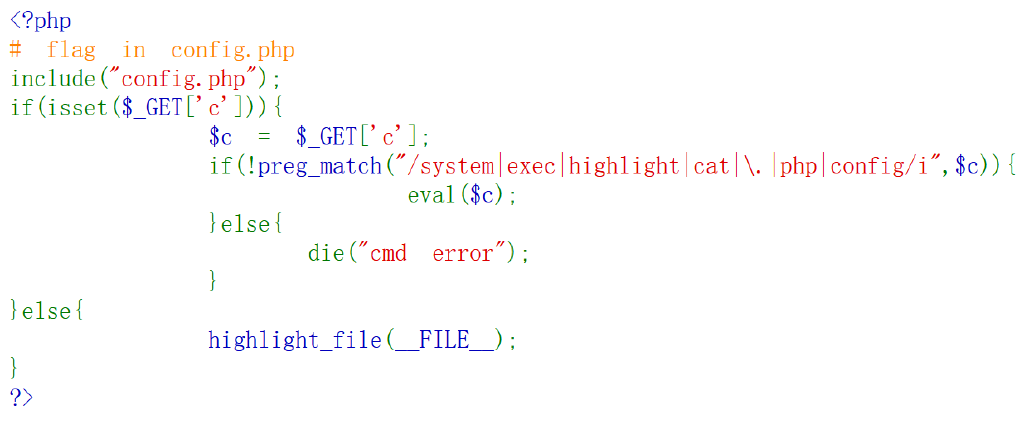 <?php
# flag in config.php
include("config.php");
if(isset($_GET['c'])){
$c = $_GET['c'];
if(!preg_match("/system|exec|highlight|cat|\.|php|config/i",$c)){
eval($c);
}else{
die("cmd error");
}
}else{
highlight_file(__FILE__);
}
?>